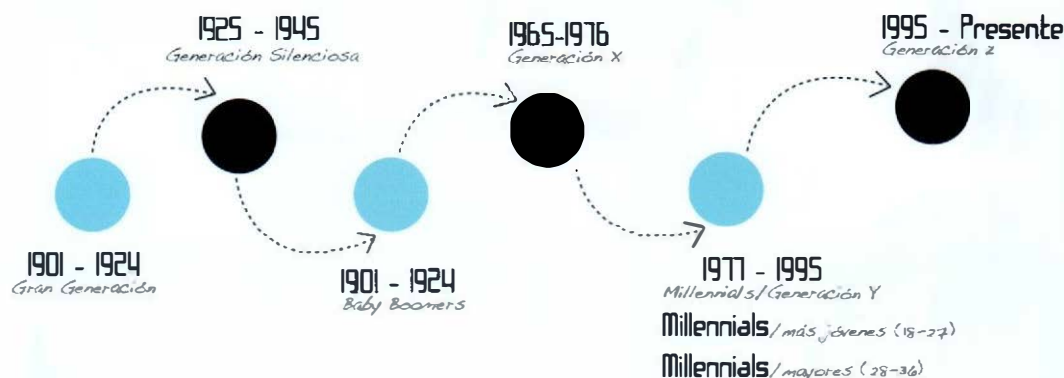 1925 - 1945
Generación Silenciosa
1965-1976
Generación X
1995 - Presente
Generación z
1901 - 1924
Gran Generación
1901 - 1924
Baby Boomers
1977 - 1995
Millennials/Generación Y
Millennials/más jóvenes (18-27)
Millennials/mayores (28-36)